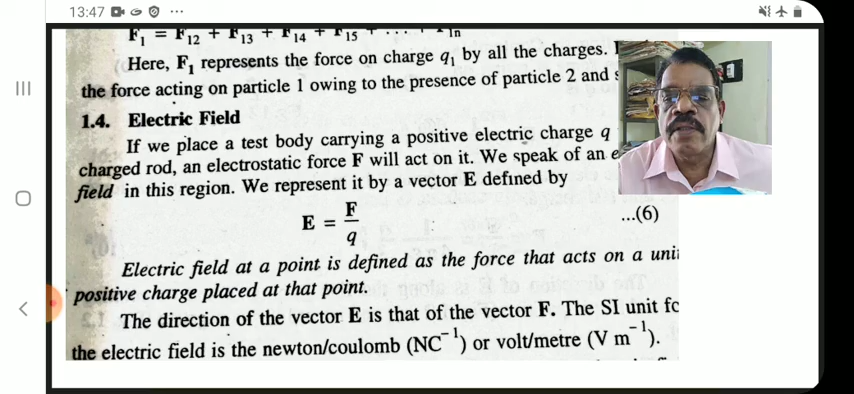 13:47
F₁ = F₁₂ + F₁₃ + F₁₄ + F₁₅ + ... F₁ₙ
Here, F₁ represents the force on charge q₁ by all the charges.
the force acting on particle 1 owing to the presence of particle 2 and s
1.4. Electric Field
If we place a test body carrying a positive electric charge q
charged rod, an electrostatic force F will act on it. We speak of an e
field in this region. We represent it by a vector E defined by
E = F/q ...(6)
Electric field at a point is defined as the force that acts on a uni
positive charge placed at that point.
The direction of the vector E is that of the vector F. The SI unit fo
the electric field is the newton/coulomb (NC⁻¹) or volt/metre (V m⁻¹).